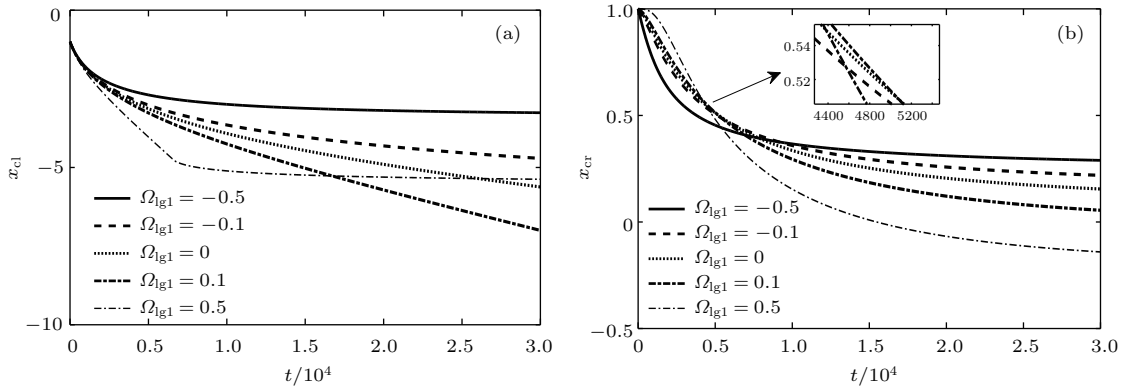 0
(a)
−5
−10
x_cl
Ω_lg1 = −0.5
Ω_lg1 = −0.1
Ω_lg1 = 0
Ω_lg1 = 0.1
Ω_lg1 = 0.5
0 0.5 1.0 1.5 2.0 2.5 3.0
t/10^4
1.0
(b)
0.5
0
−0.5
x_cr
0.54
0.52
4400 4800 5200
Ω_lg1 = −0.5
Ω_lg1 = −0.1
Ω_lg1 = 0
Ω_lg1 = 0.1
Ω_lg1 = 0.5
0 0.5 1.0 1.5 2.0 2.5 3.0
t/10^4